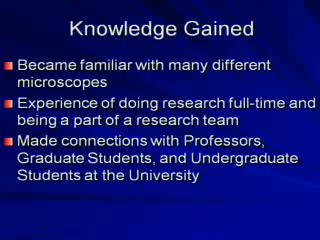 Knowledge Gained
Became familiar with many different
microscopes
Experience of doing research full-time and
being a part of a research team
Made connections with Professors,
Graduate Students, and Undergraduate
Students at the University